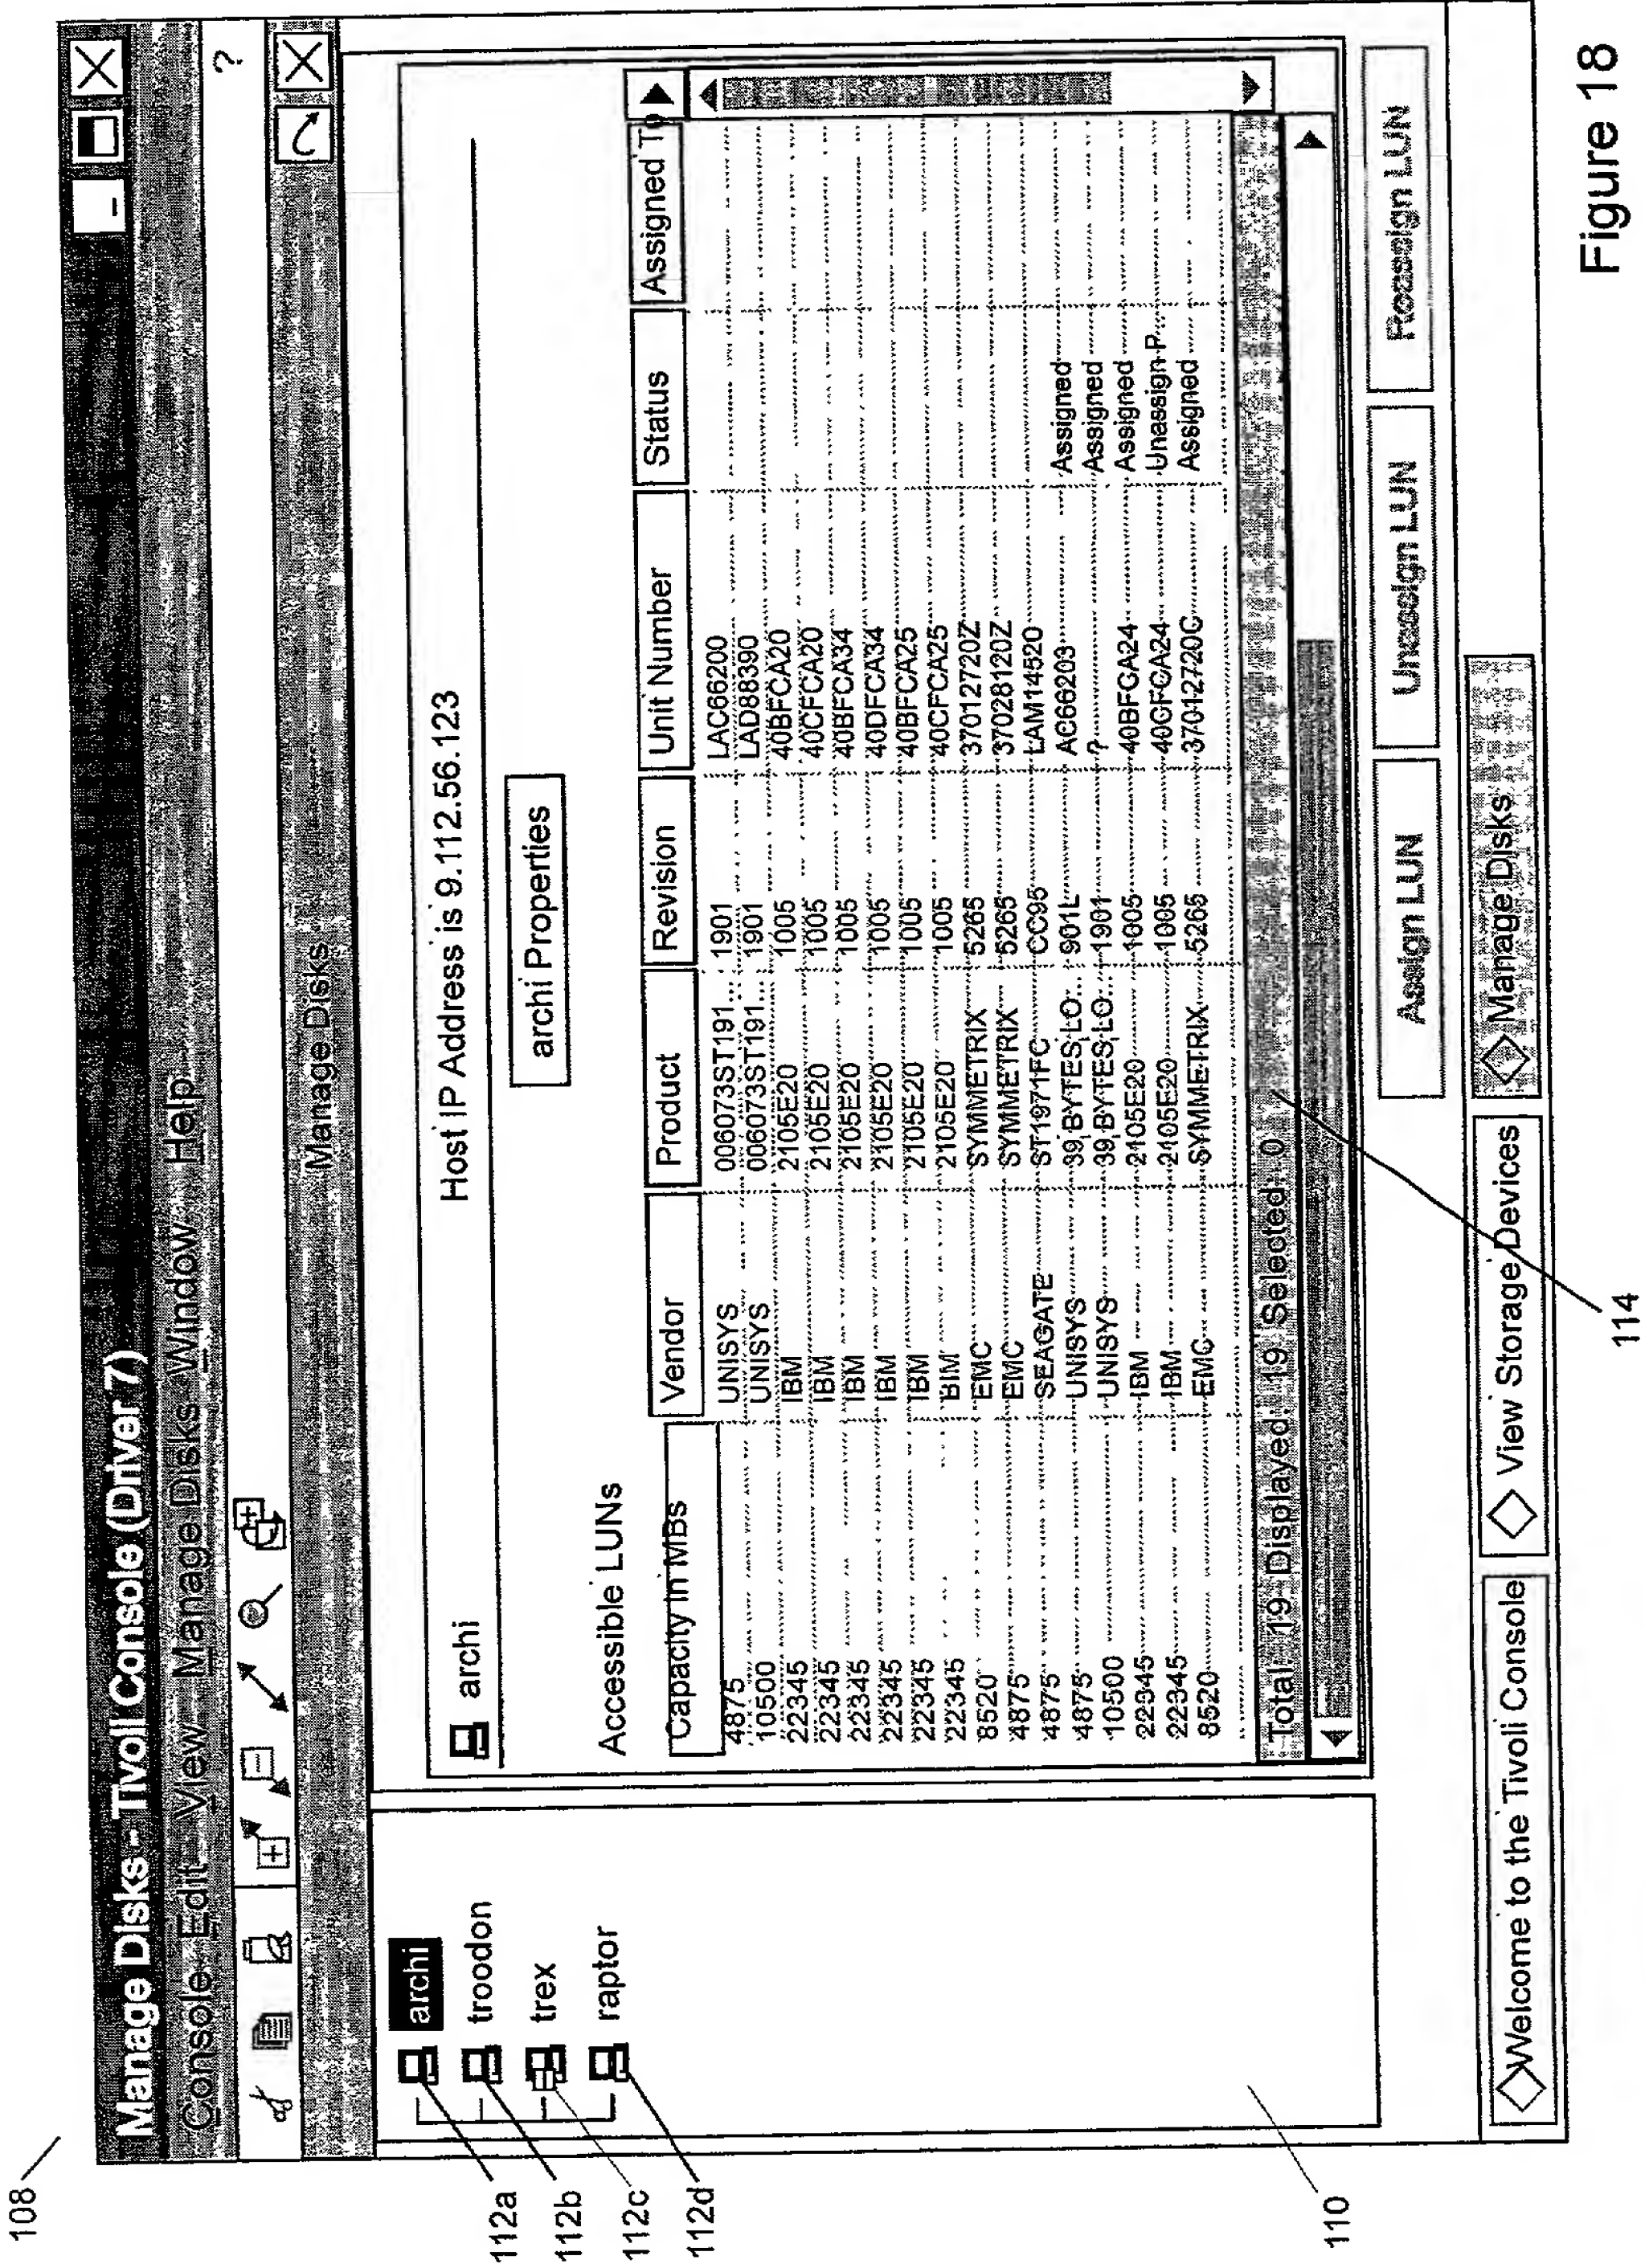 108
Manage Disks - Tivoli Console (Driver 7)
Console Edit View Manage Disks Window Help
?
Manage Disks
archi
troodon
trex
raptor
112a
112b
112c
112d
110
archi Host IP Address is 9.112.56.123
archi Properties
Accessible LUNs
Capacity in MBs Vendor Product Revision Unit Number Status Assigned To
4875 UNISYS 006073ST191... 1901 LAC66200
10500 UNISYS 006073ST191... 1901 LAD88390
22345 IBM 2105E20 1005 40BFCA20
22345 IBM 2105E20 1005 40CFCA20
22345 IBM 2105E20 1005 40BFCA34
22345 IBM 2105E20 1005 40DFCA34
22345 IBM 2105E20 1005 40BFCA25
22345 BIM 2105E20 1005 40CFCA25
8520 EMC SYMMETRIX 5265 37012720Z
4875 EMC SYMMETRIX 5265 37028120Z
4875 SEAGATE ST1971FC CC95 LAM14520
4875 UNISYS 39,BYTES,LO... 901L AC66203 Assigned
10500 UNISYS 39,BYTES,LO... 1901 ? Assigned
22345 IBM 2105E20 1005 40BFGA24 Assigned
22345 IBM 2105E20 1005 40GFCA24 Unassign P...
8520 EMC SYMMETRIX 5265 37012720C Assigned
Total: 19 Displayed: 19 Selected: 0
Assign LUN Unassign LUN Reassign LUN
Welcome to the Tivoli Console View Storage Devices Manage Disks
114
Figure 18